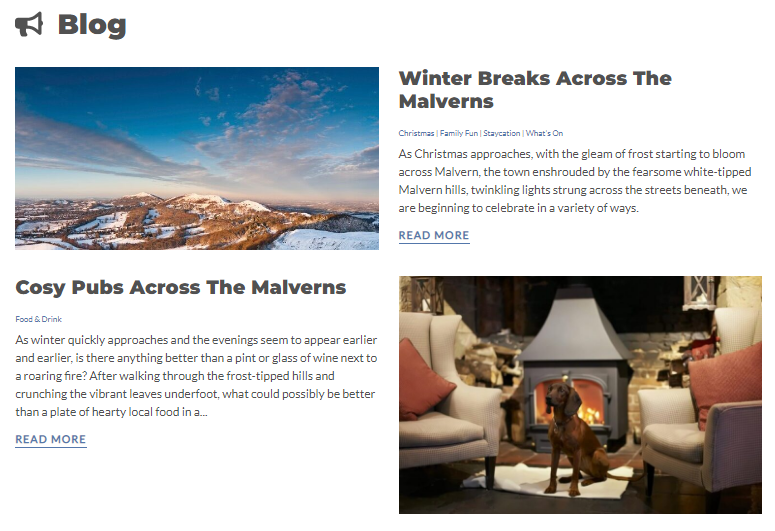 Blog
Winter Breaks Across The
Malverns
Christmas | Family Fun | Staycation | What's On
As Christmas approaches, with the gleam of frost starting to bloom
across Malvern, the town enshrouded by the fearsome white-tipped
Malvern hills, twinkling lights strung across the streets beneath, we
are beginning to celebrate in a variety of ways.
READ MORE
Cosy Pubs Across The Malverns
Food & Drink
As winter quickly approaches and the evenings seem to appear earlier
and earlier, is there anything better than a pint or glass of wine next to
a roaring fire? After walking through the frost-tipped hills and
crunching the vibrant leaves underfoot, what could possibly be better
than a plate of hearty local food in a...
READ MORE